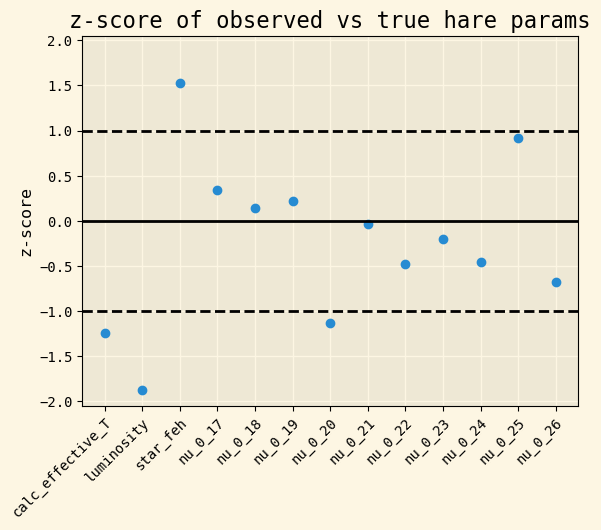 z-score of observed vs true hare params
z-score
2.0
1.5
1.0
0.5
0.0
−0.5
−1.0
−1.5
−2.0
calc_effective_T
luminosity
star_feh
nu_0_17
nu_0_18
nu_0_19
nu_0_20
nu_0_21
nu_0_22
nu_0_23
nu_0_24
nu_0_25
nu_0_26